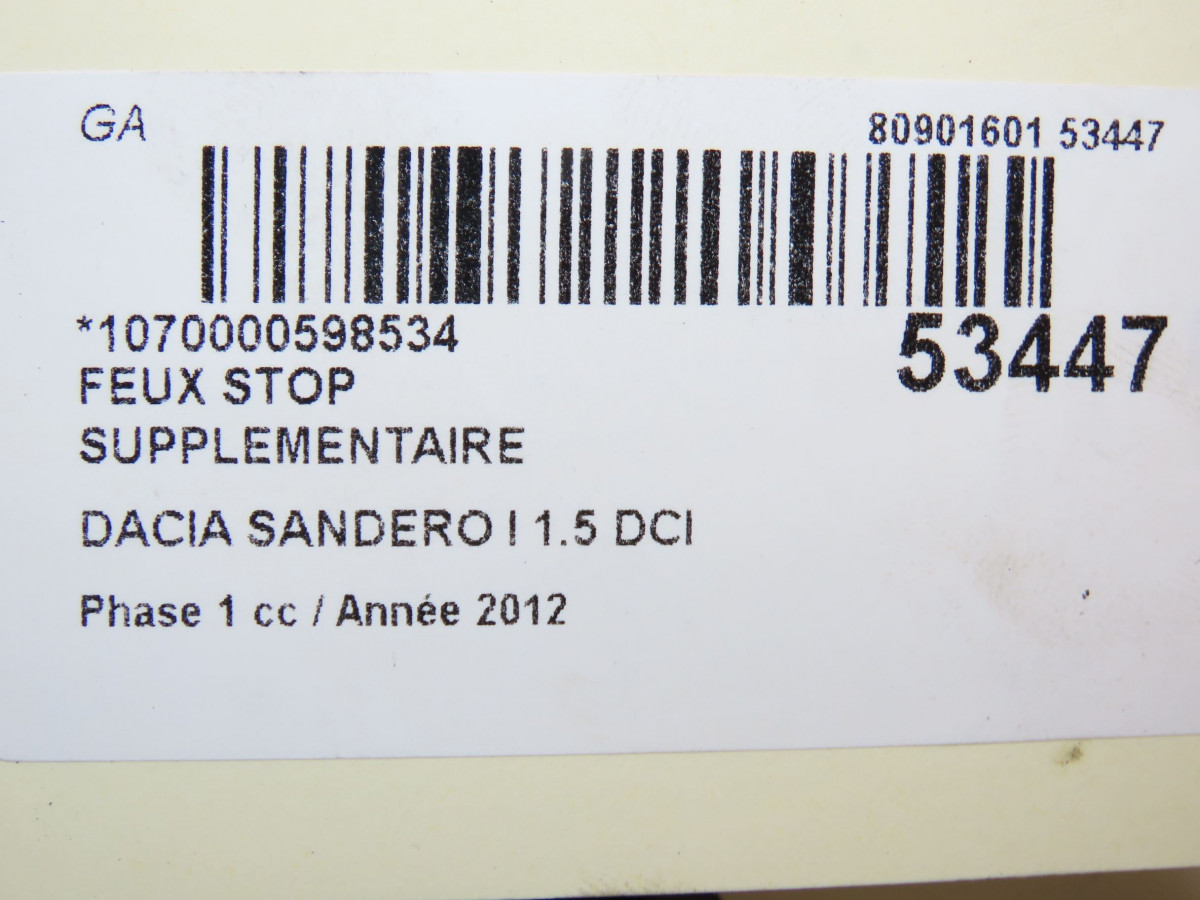 GA
80901601 53447
*1070000598534
53447
FEUX STOP
SUPPLEMENTAIRE
DACIA SANDERO I 1.5 DCI
Phase 1 cc / Année 2012